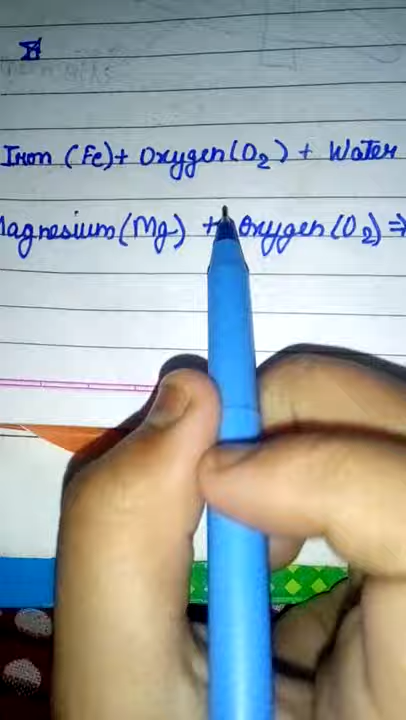 Iron (Fe)+ Oxygen(O₂) + Water
Magnesium(Mg) + Oxygen(O₂) ⇒